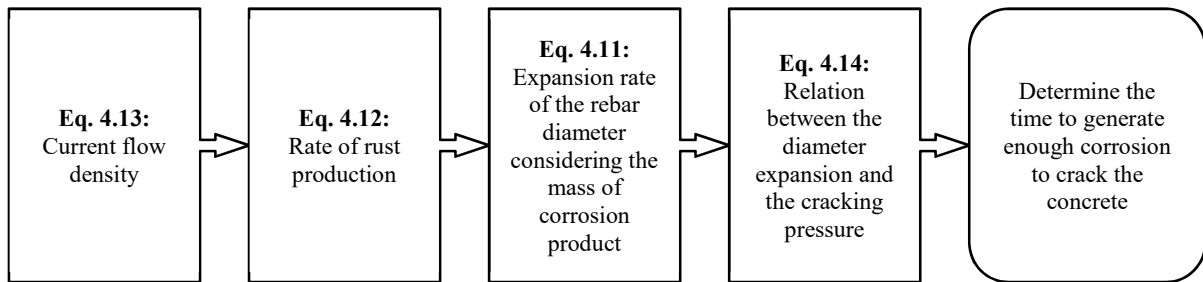 Eq. 4.13:
Current flow
density
Eq. 4.12:
Rate of rust
production
Eq. 4.11:
Expansion rate
of the rebar
diameter
considering the
mass of
corrosion
product
Eq. 4.14:
Relation
between the
diameter
expansion and
the cracking
pressure
Determine the
time to generate
enough corrosion
to crack the
concrete